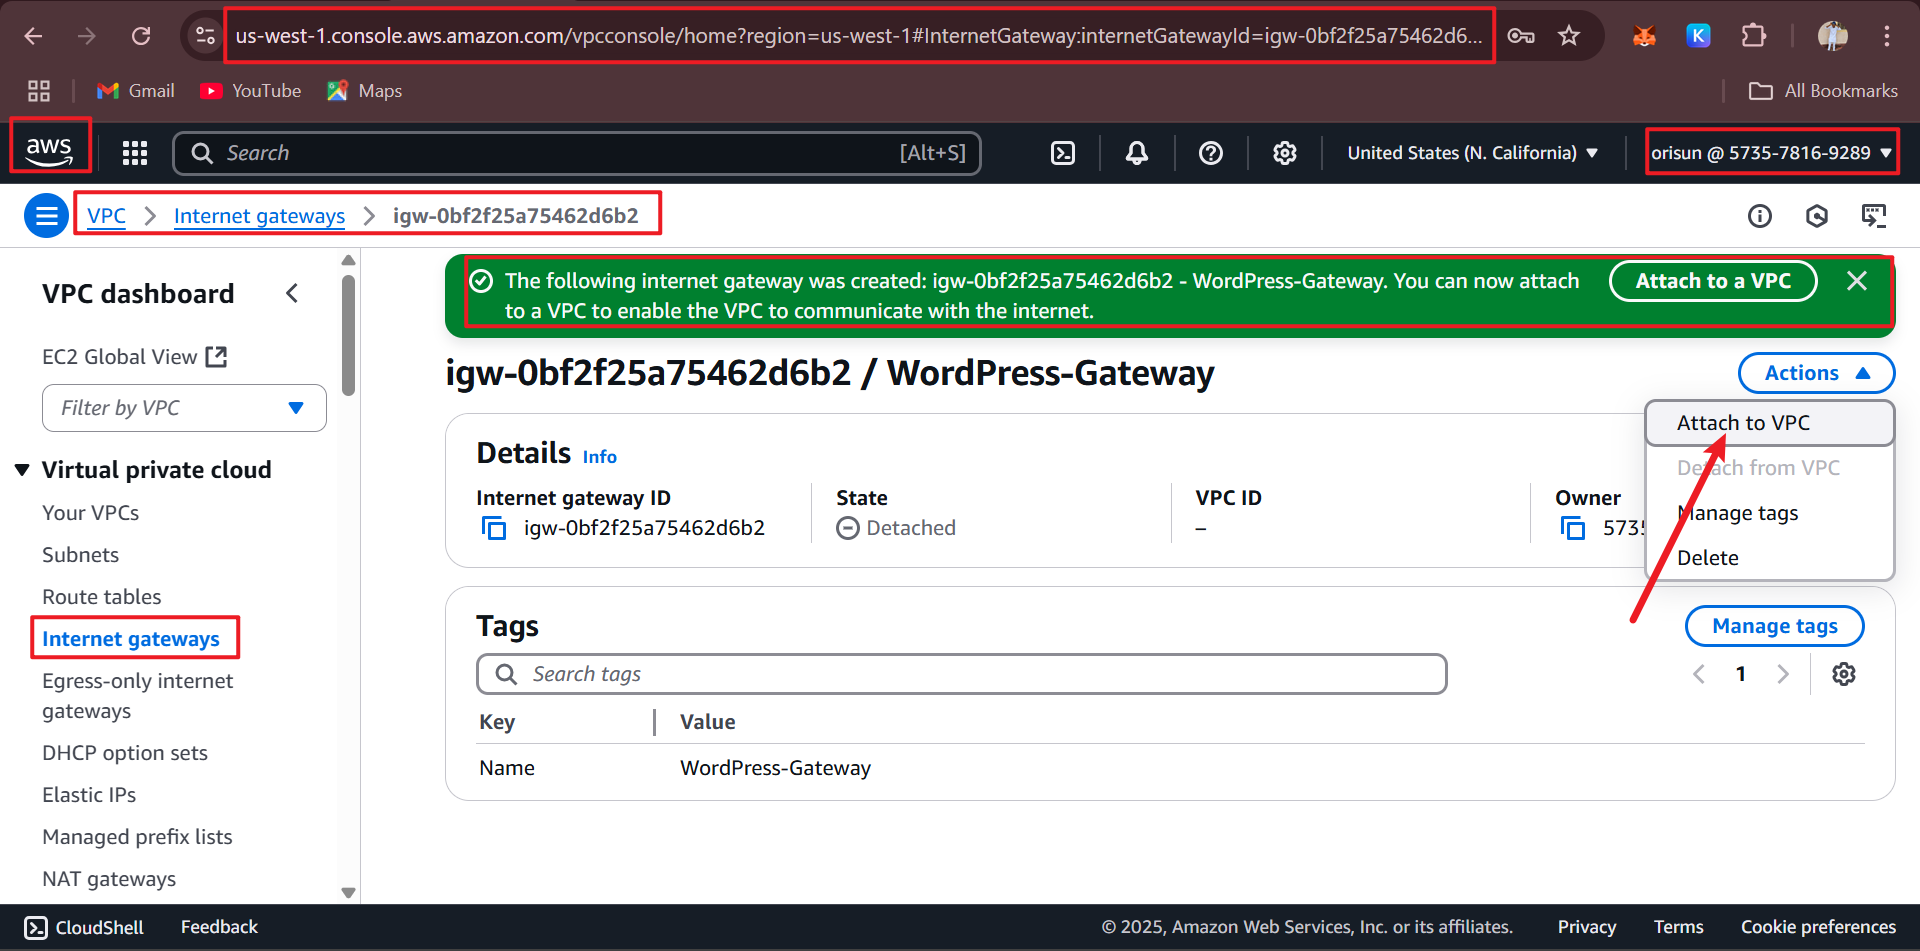 us-west-1.console.aws.amazon.com/vpcconsole/home?region=us-west-1#InternetGateway:internetGatewayId=igw-0bf2f25a75462d6...
K
Gmail
YouTube
Maps
All Bookmarks
aws
Search
[Alt+S]
United States (N. California)
orisun @ 5735-7816-9289
VPC
Internet gateways
igw-0bf2f25a75462d6b2
VPC dashboard
EC2 Global View
Filter by VPC
Virtual private cloud
Your VPCs
Subnets
Route tables
Internet gateways
Egress-only internet
gateways
DHCP option sets
Elastic IPs
Managed prefix lists
NAT gateways
The following internet gateway was created: igw-0bf2f25a75462d6b2 - WordPress-Gateway. You can now attach
to a VPC to enable the VPC to communicate with the internet.
Attach to a VPC
igw-0bf2f25a75462d6b2 / WordPress-Gateway
Actions
Attach to VPC
Detach from VPC
Manage tags
Delete
Details Info
Internet gateway ID
igw-0bf2f25a75462d6b2
State
Detached
VPC ID
–
Owner
5735
Tags
Manage tags
Search tags
1
Key
Value
Name
WordPress-Gateway
CloudShell
Feedback
© 2025, Amazon Web Services, Inc. or its affiliates.
Privacy
Terms
Cookie preferences